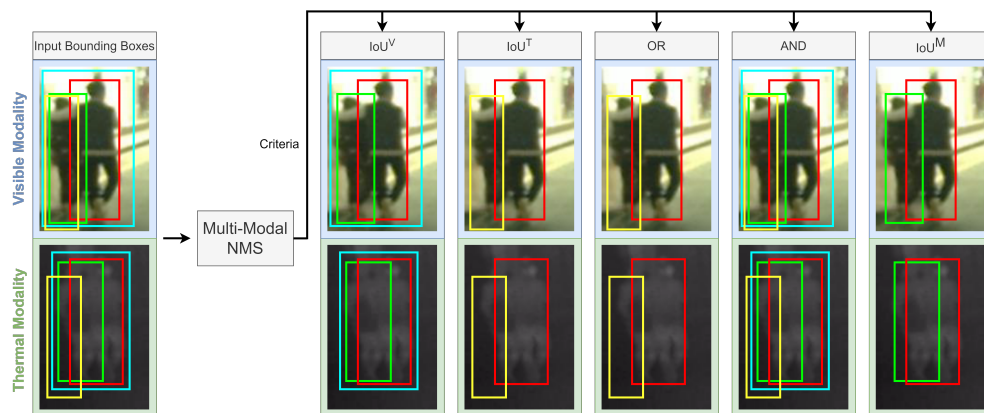 Input Bounding Boxes
IoU^V
IoU^T
OR
AND
IoU^M
Visible Modality
Criteria
Multi-Modal
NMS
Thermal Modality